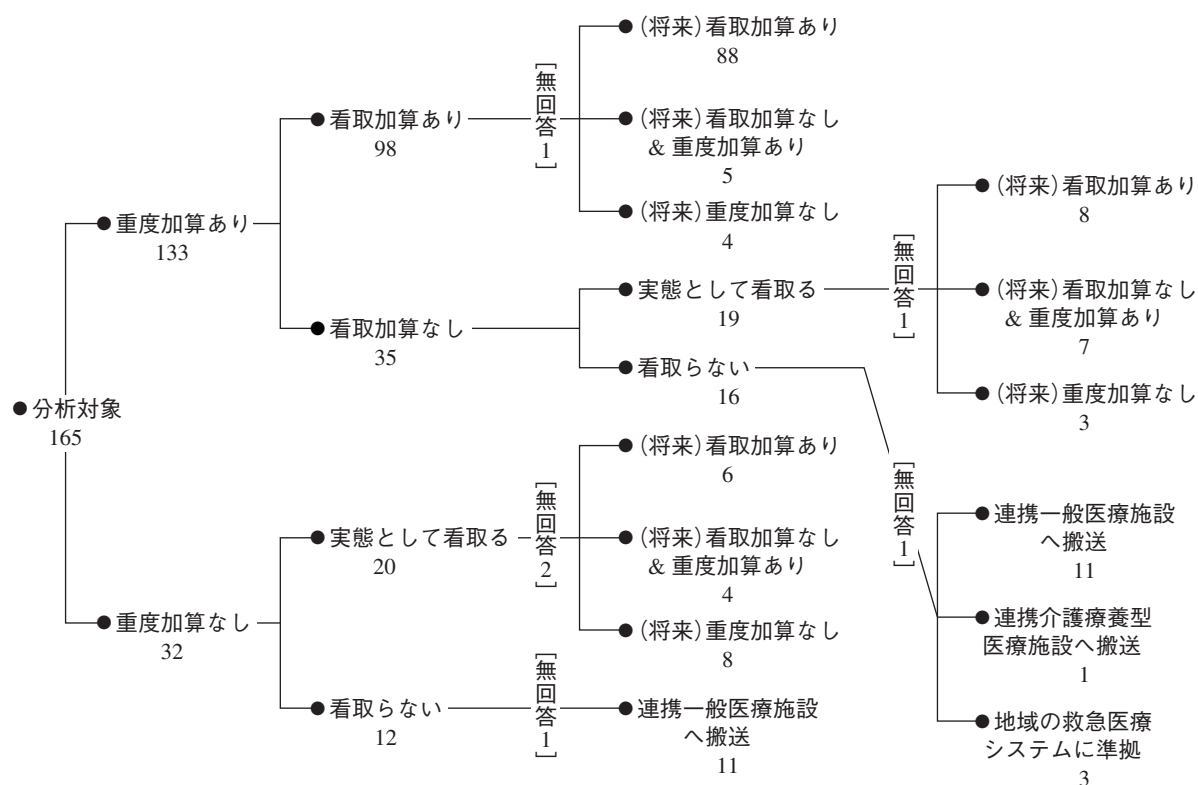 分析対象
165
重度加算あり
133
看取加算あり
98
[無回答1]
(将来)看取加算あり
88
(将来)看取加算なし
& 重度加算あり
5
(将来)重度加算なし
4
看取加算なし
35
実態として看取る
19
[無回答1]
(将来)看取加算あり
8
(将来)看取加算なし
& 重度加算あり
7
(将来)重度加算なし
3
看取らない
16
[無回答1]
連携一般医療施設
へ搬送
11
連携介護療養型
医療施設へ搬送
1
地域の救急医療
システムに準拠
3
重度加算なし
32
実態として看取る
20
[無回答2]
(将来)看取加算あり
6
(将来)看取加算なし
& 重度加算あり
4
(将来)重度加算なし
8
看取らない
12
[無回答1]
連携一般医療施設
へ搬送
11